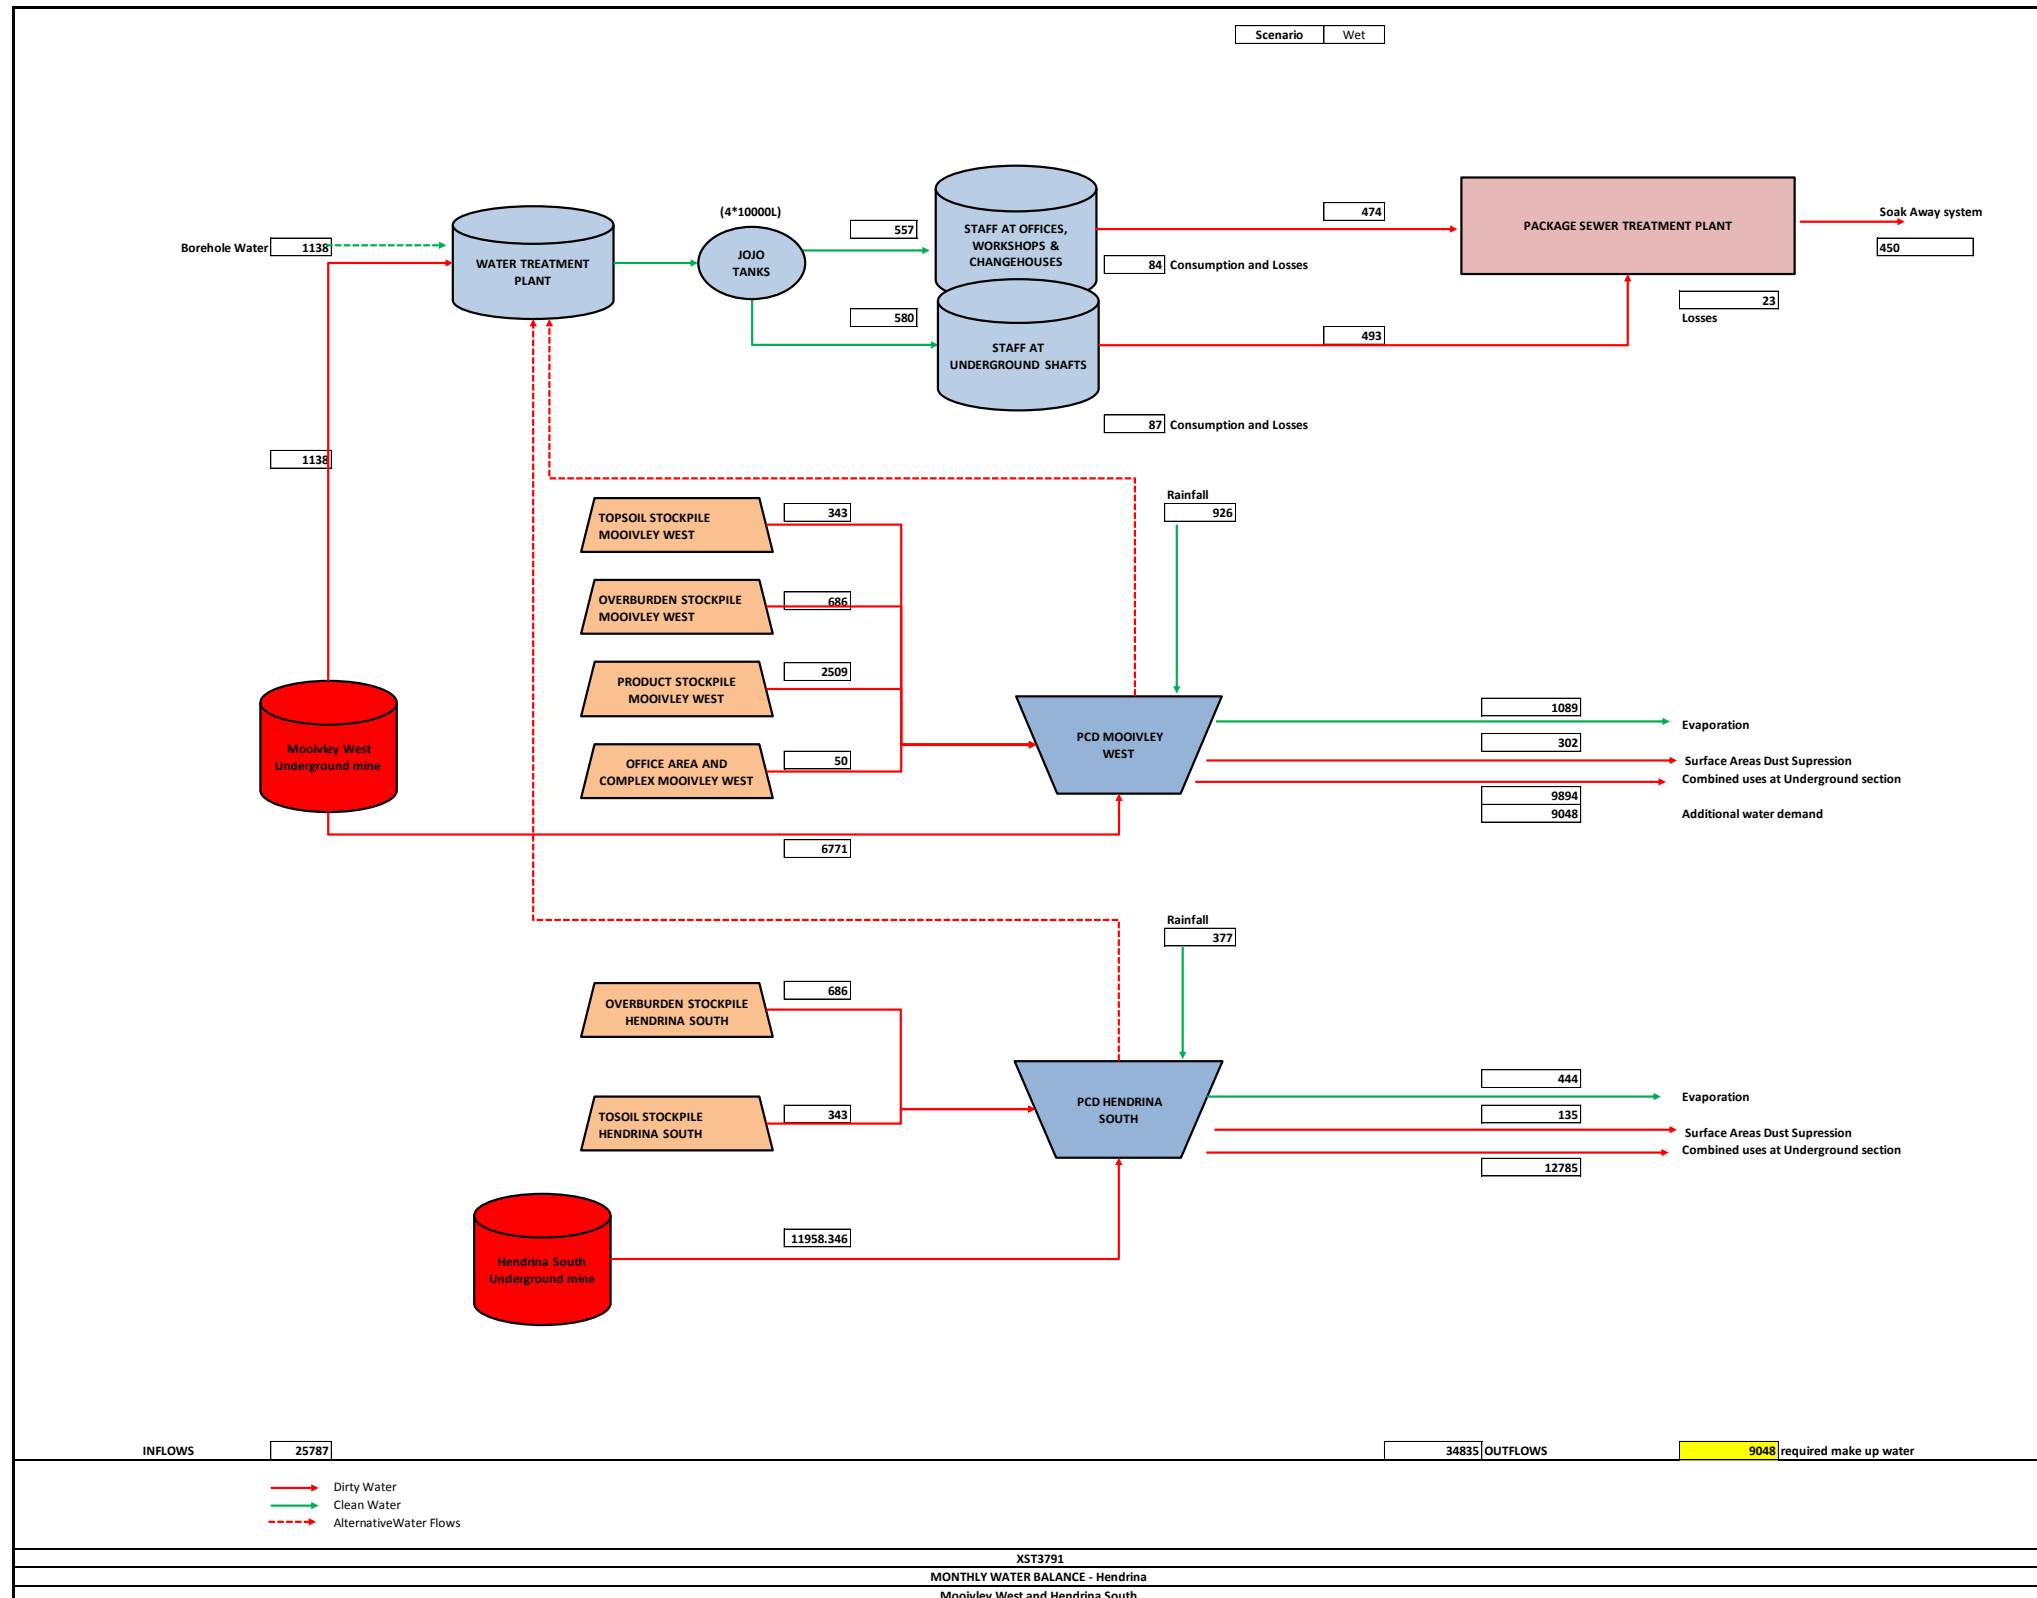 Scenario Wet
(4*10000L)
Borehole Water 1138
WATER TREATMENT
PLANT
JOJO
TANKS
557
580
STAFF AT OFFICES,
WORKSHOPS &
CHANGEHOUSES
84 Consumption and Losses
STAFF AT
UNDERGROUND SHAFTS
87 Consumption and Losses
474
493
PACKAGE SEWER TREATMENT PLANT
Soak Away system
450
23
Losses
1138
TOPSOIL STOCKPILE
MOOIVLEY WEST
343
OVERBURDEN STOCKPILE
MOOIVLEY WEST
686
PRODUCT STOCKPILE
MOOIVLEY WEST
2509
OFFICE AREA AND
COMPLEX MOOIVLEY WEST
50
Mooivley West
Underground mine
6771
Rainfall
926
PCD MOOIVLEY
WEST
1089
Evaporation
302
Surface Areas Dust Supression
Combined uses at Underground section
9894
9048 Additional water demand
Rainfall
377
OVERBURDEN STOCKPILE
HENDRINA SOUTH
686
TOSOIL STOCKPILE
HENDRINA SOUTH
343
PCD HENDRINA
SOUTH
444
Evaporation
135
Surface Areas Dust Supression
Combined uses at Underground section
12785
Hendrina South
Underground mine
11958.346
INFLOWS 25787
34835 OUTFLOWS
9048 required make up water
Dirty Water
Clean Water
AlternativeWater Flows
XST3791
MONTHLY WATER BALANCE - Hendrina
Mooivley West and Hendrina South